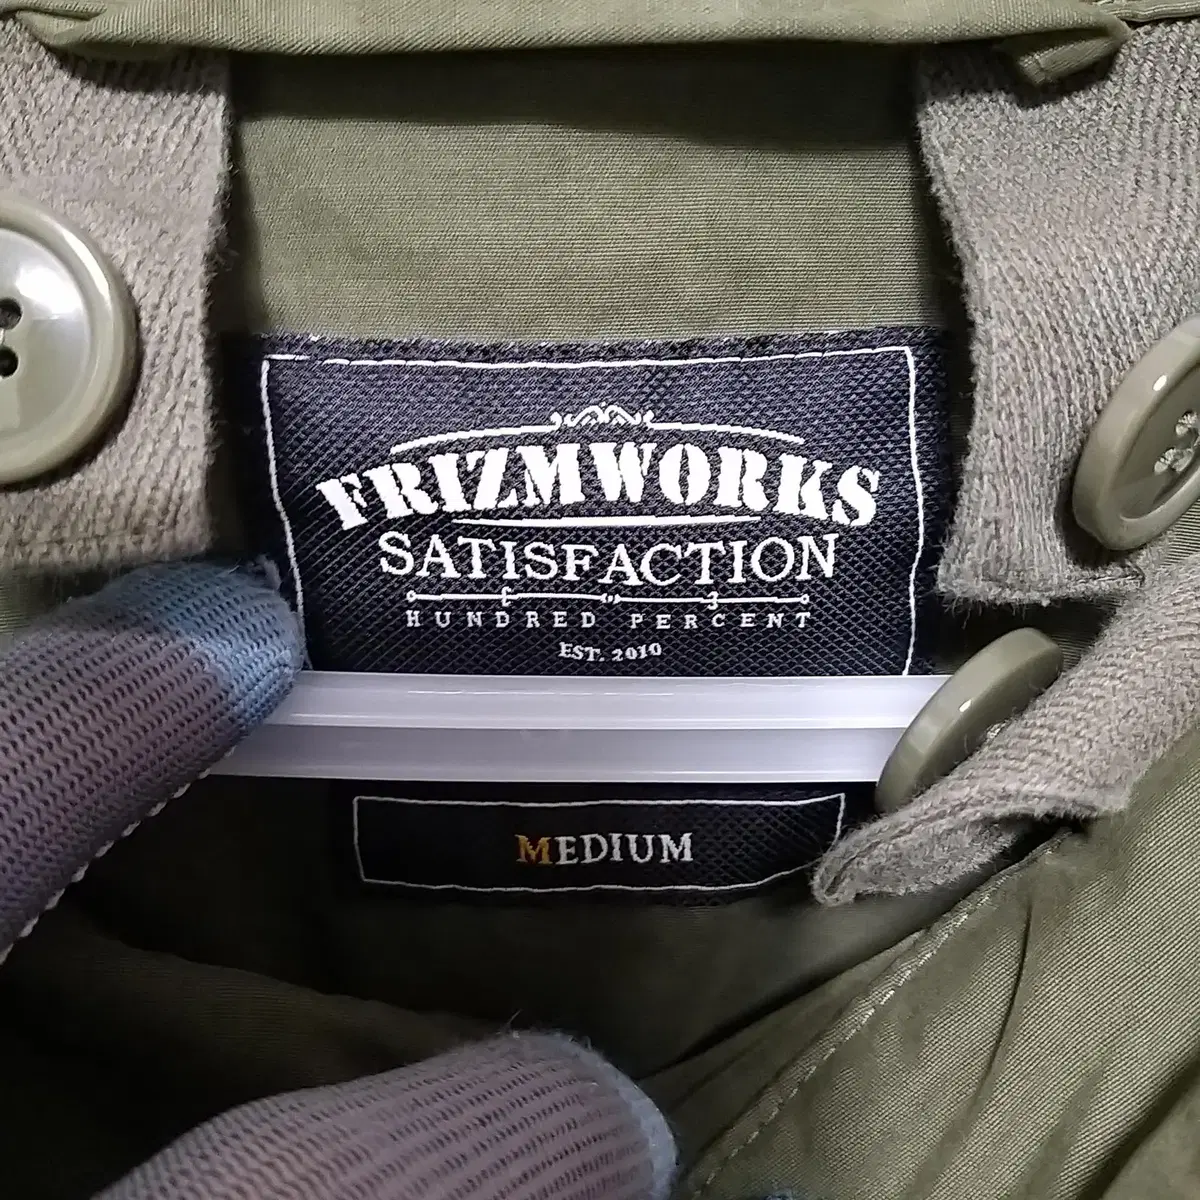 FRIZMWORKS
SATISFACTION
HUNDRED PERCENT
EST. 2010
MEDIUM